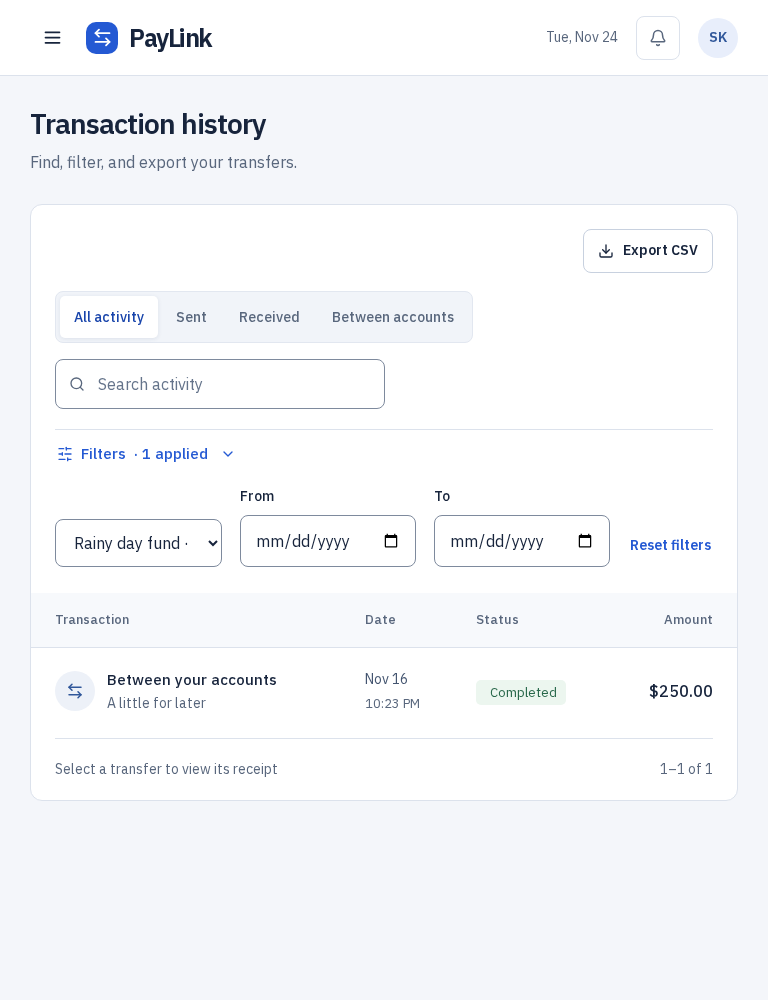 PayLink
Tue, Nov 24
SK
Transaction history
Find, filter, and export your transfers.
Export CSV
All activity
Sent
Received
Between accounts
Search activity
Filters · 1 applied
From
To
Rainy day fund ·
mm/dd/yyyy
mm/dd/yyyy
Reset filters
Transaction
Date
Status
Amount
Between your accounts
A little for later
Nov 16
10:23 PM
Completed
$250.00
Select a transfer to view its receipt
1–1 of 1